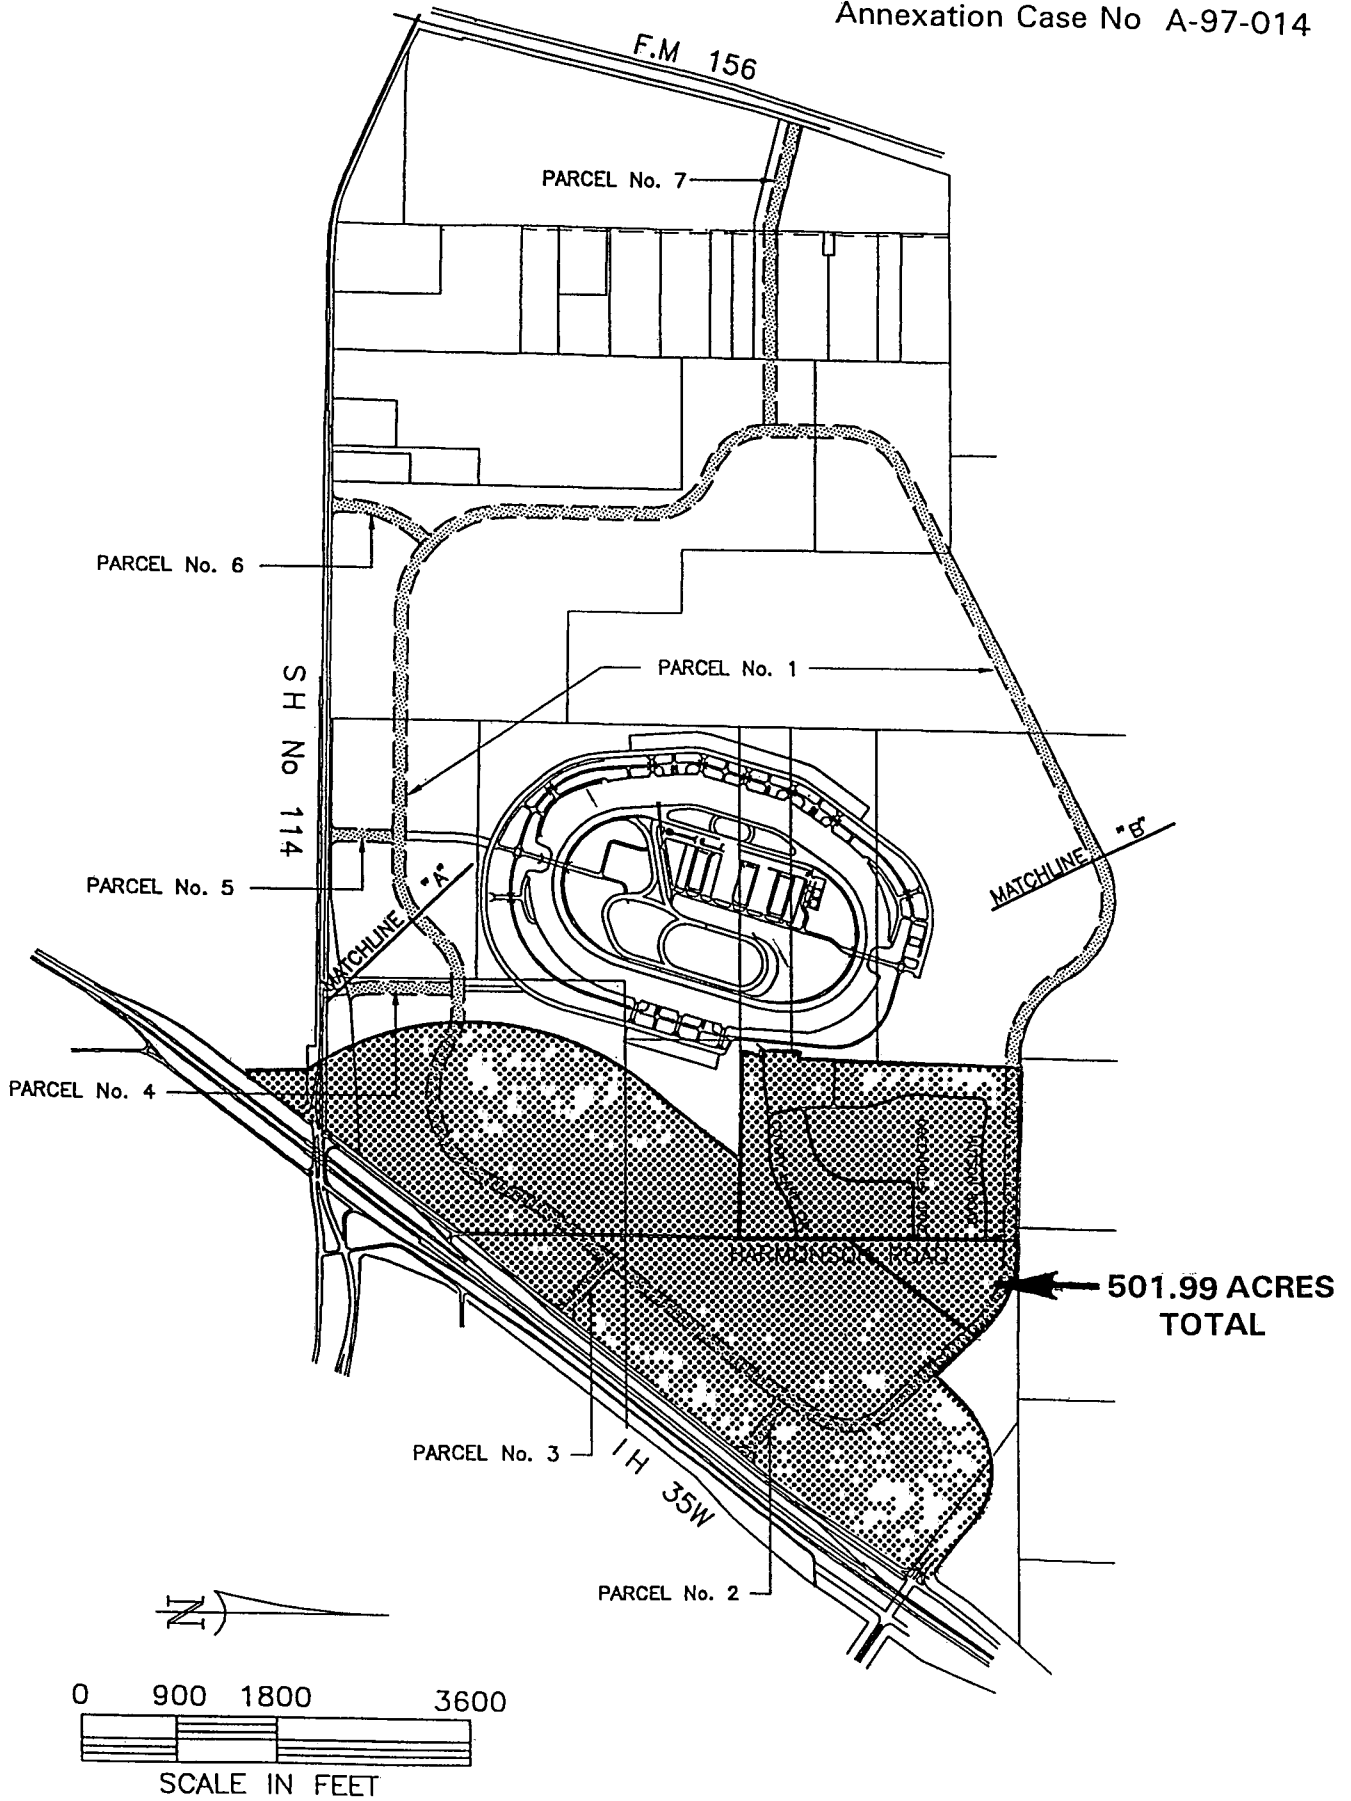 Annexation Case No A-97-014
F.M 156
PARCEL No. 7
PARCEL No. 6
PARCEL No. 1
SH No 114
MATCHLINE "B"
PARCEL No. 5
MATCHLINE "A"
PARCEL No. 4
HARMONSON ROAD
501.99 ACRES
TOTAL
PARCEL No. 3
IH 35W
PARCEL No. 2
N
0 900 1800 3600
SCALE IN FEET